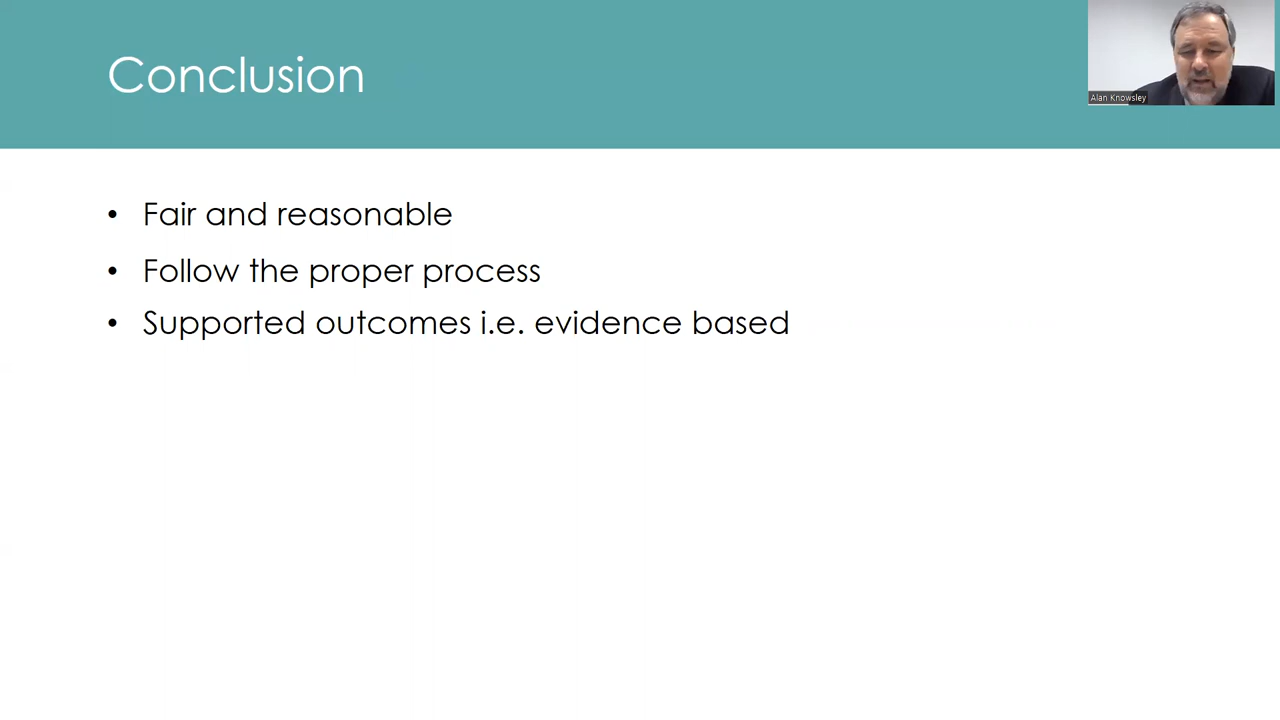 Conclusion
Alan Knowsley
• Fair and reasonable
• Follow the proper process
• Supported outcomes i.e. evidence based